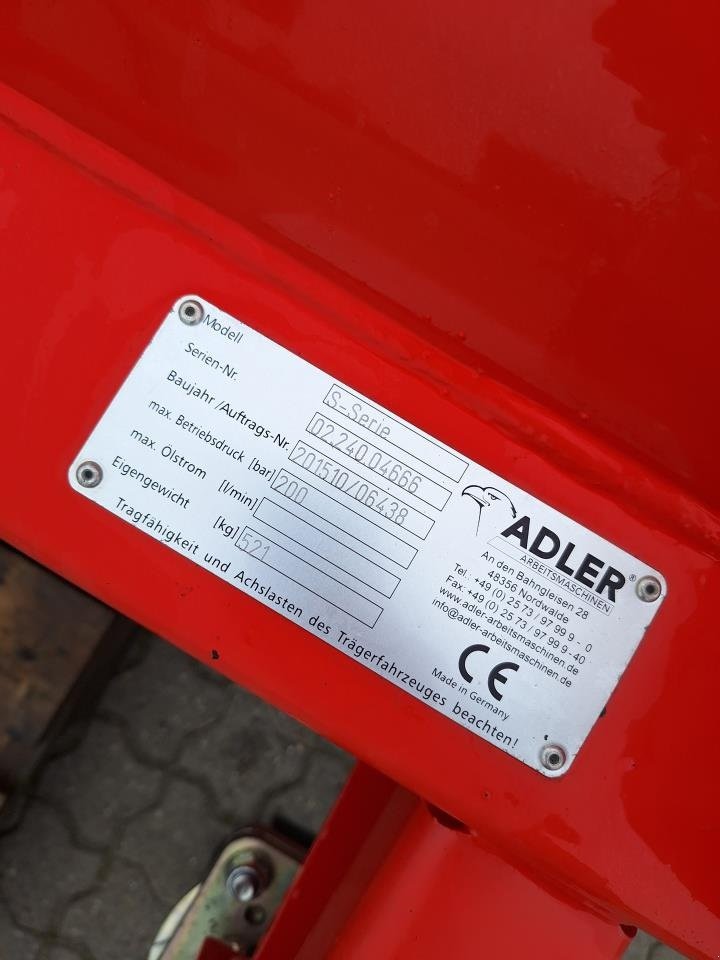 Modell S-Serie
Serien-Nr. 02.240.04666
Baujahr /Auftrags-Nr. 201510/06438
max. Betriebsdruck [bar] 200
max. Ölstrom [l/min]
Eigengewicht [kg] 521
Tragfähigkeit und Achslasten des Trägerfahrzeuges beachten!
ADLER®
ARBEITSMASCHINEN
An den Bahngleisen 28
48356 Nordwalde
Tel.: +49 (0) 25 73 / 97 99 9 - 0
Fax: +49 (0) 25 73 / 97 99 9 - 40
www.adler-arbeitsmaschinen.de
info@adler-arbeitsmaschinen.de
CE
Made in Germany